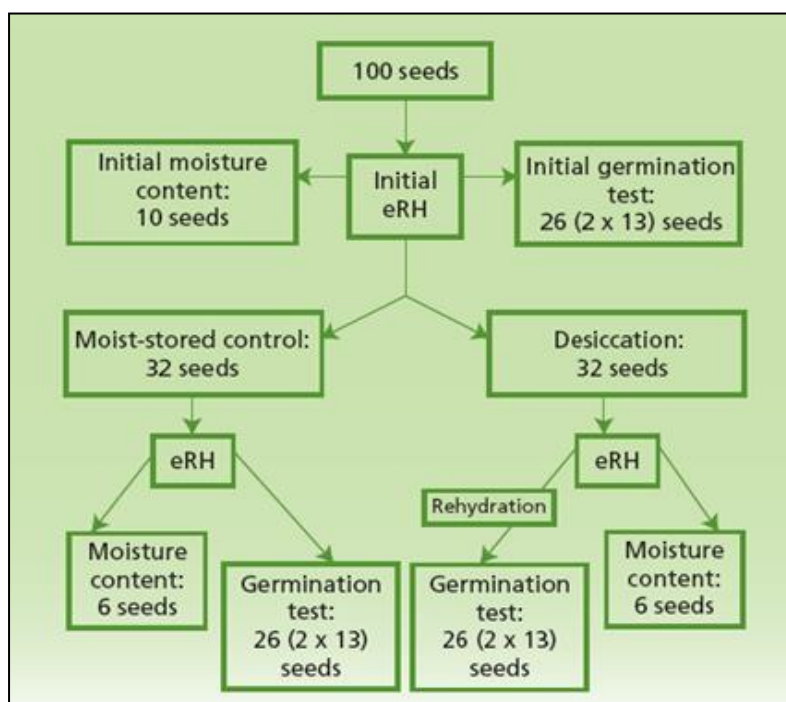 100 seeds
Initial moisture
content:
10 seeds
Initial
eRH
Initial germination
test:
26 (2 x 13) seeds
Moist-stored control:
32 seeds
Desiccation:
32 seeds
eRH
eRH
Rehydration
Moisture
content:
6 seeds
Germination
test:
26 (2 x 13)
seeds
Germination
test:
26 (2 x 13)
seeds
Moisture
content:
6 seeds